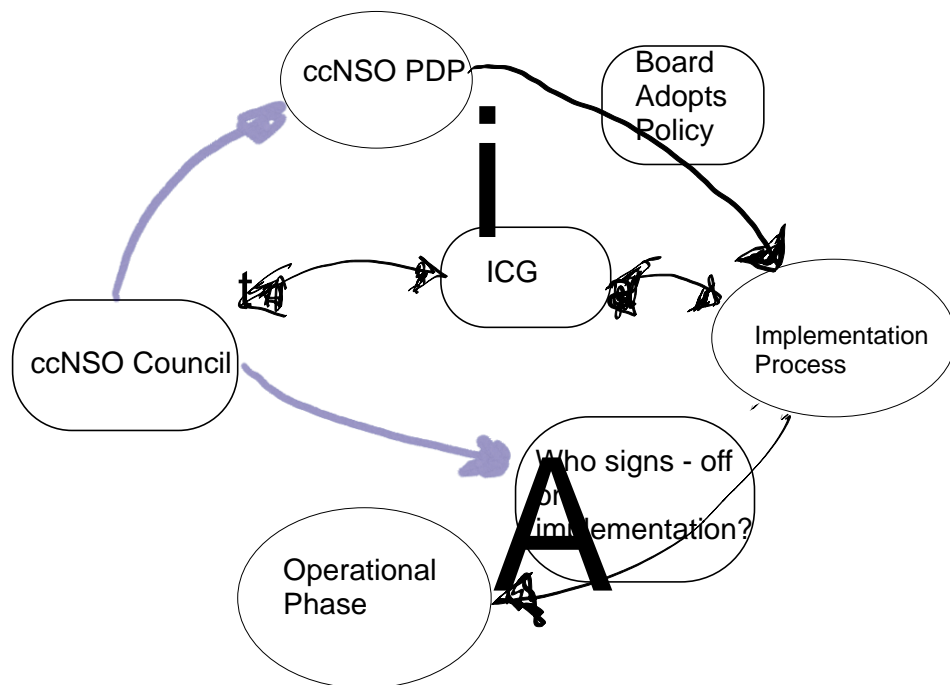 ccNSO PDP
Board
Adopts
Policy
i
ICG
t
ccNSO Council
Implementation
Process
Who signs - off
on
implementation?
A
Operational
Phase